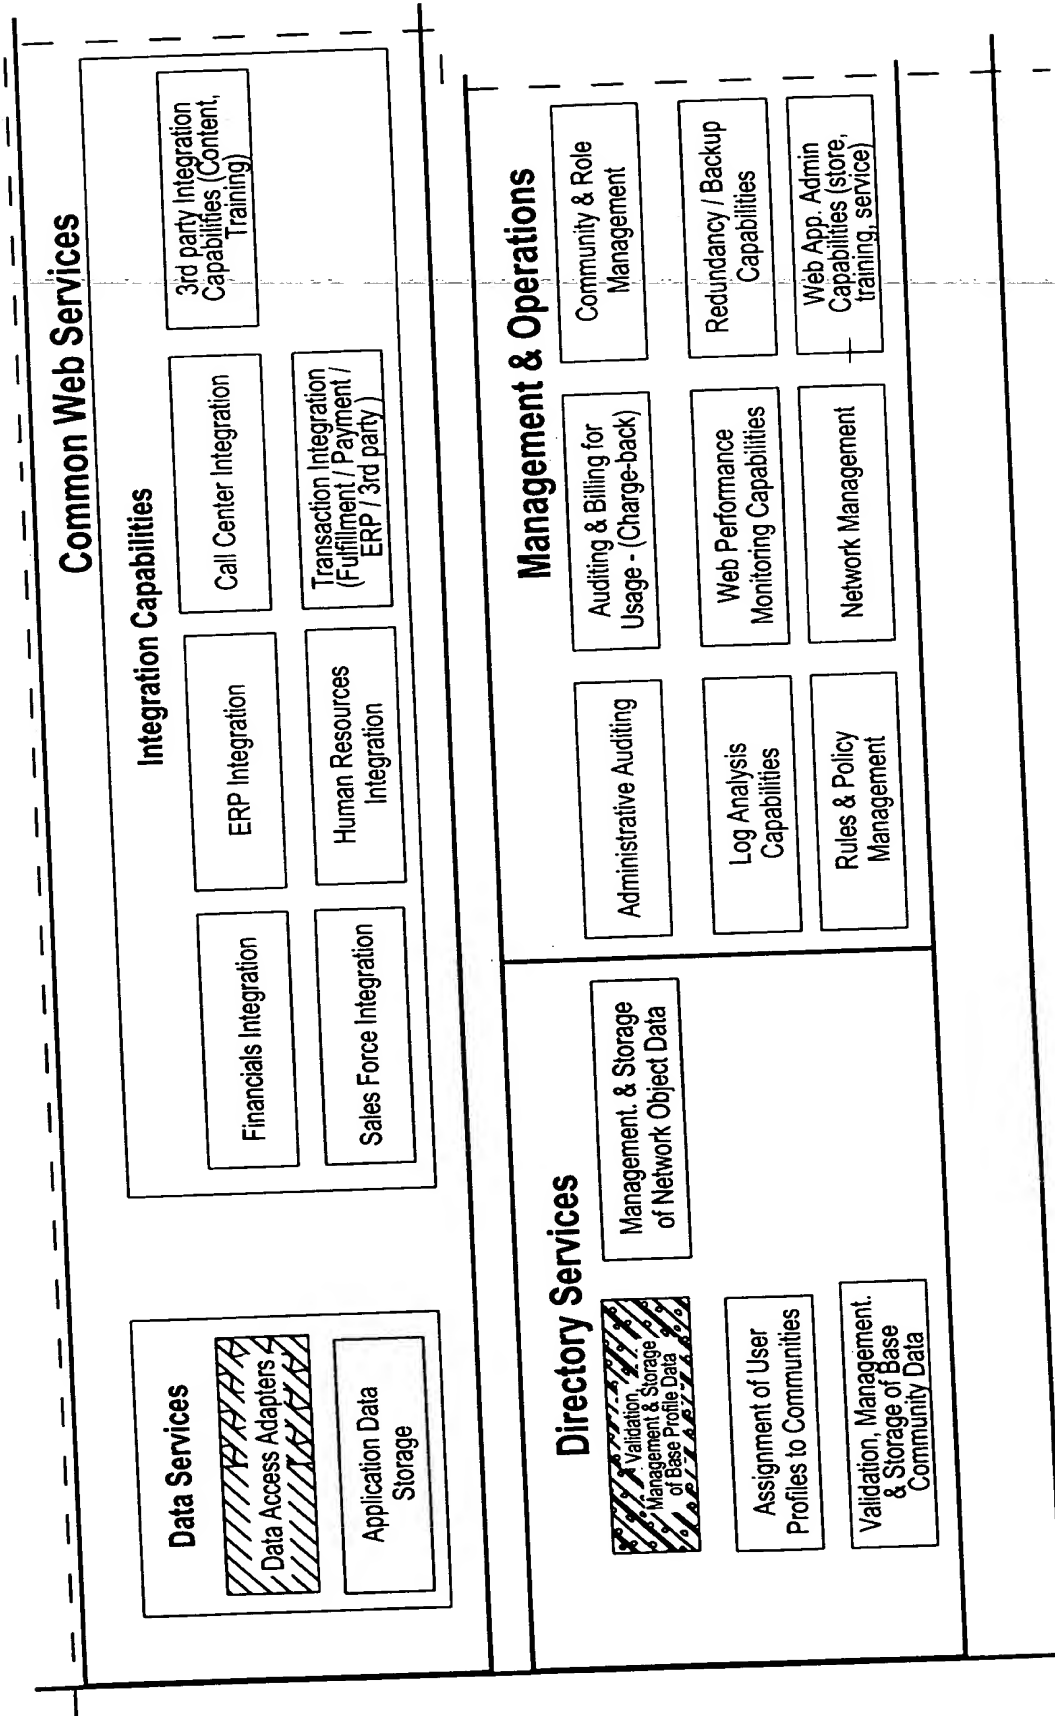 Common Web Services
Data Services
Data Access Adapters
Application Data
Storage
Integration Capabilities
Financials Integration
ERP Integration
Call Center Integration
3rd party Integration
Capabilities (Content,
Training)
Sales Force Integration
Human Resources
Integration
Transaction Integration
(Fulfillment / Payment /
ERP / 3rd party )
Directory Services
Validation,
Management & Storage
of Base Profile Data
Management. & Storage
of Network Object Data
Assignment of User
Profiles to Communities
Validation, Management.
& Storage of Base
Community Data
Management & Operations
Administrative Auditing
Auditing & Billing for
Usage - (Charge-back)
Community & Role
Management
Log Analysis
Capabilities
Web Performance
Monitoring Capabilities
Redundancy / Backup
Capabilities
Rules & Policy
Management
Network Management
Web App. Admin
Capabilities (store,
training, service)